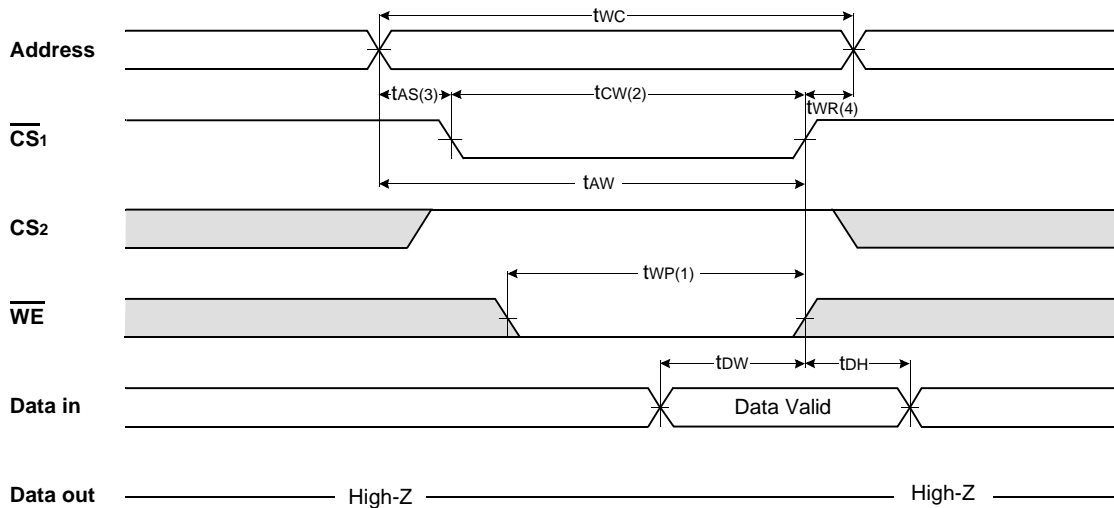 tWC
Address
tAS(3) tCW(2) tWR(4)
CS1
tAW
CS2
tWP(1)
WE
tDW tDH
Data in Data Valid
Data out High-Z High-Z